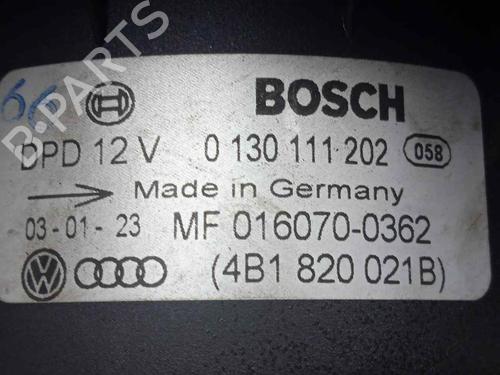 66
B-PARTS
BOSCH
DPD 12 V 0 130 111 202 058
Made in Germany
03-01-23 MF 016070-0362
(4B1 820 021B)